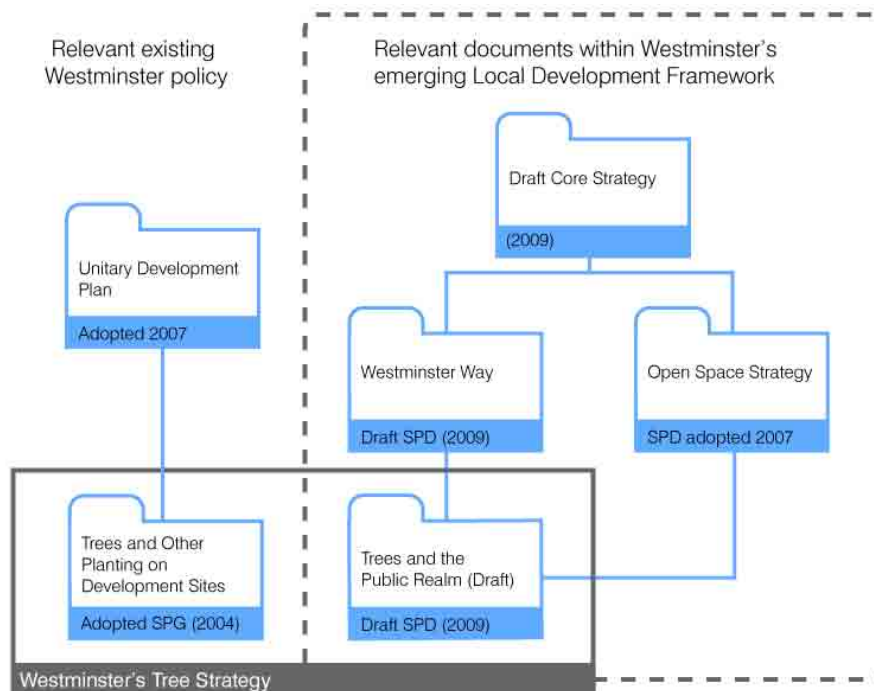 Relevant existing
Westminster policy
Relevant documents within Westminster's
emerging Local Development Framework
Draft Core Strategy
(2009)
Unitary Development
Plan
Adopted 2007
Westminster Way
Draft SPD (2009)
Open Space Strategy
SPD adopted 2007
Trees and Other
Planting on
Development Sites
Adopted SPG (2004)
Trees and the
Public Realm (Draft)
Draft SPD (2009)
Westminster's Tree Strategy